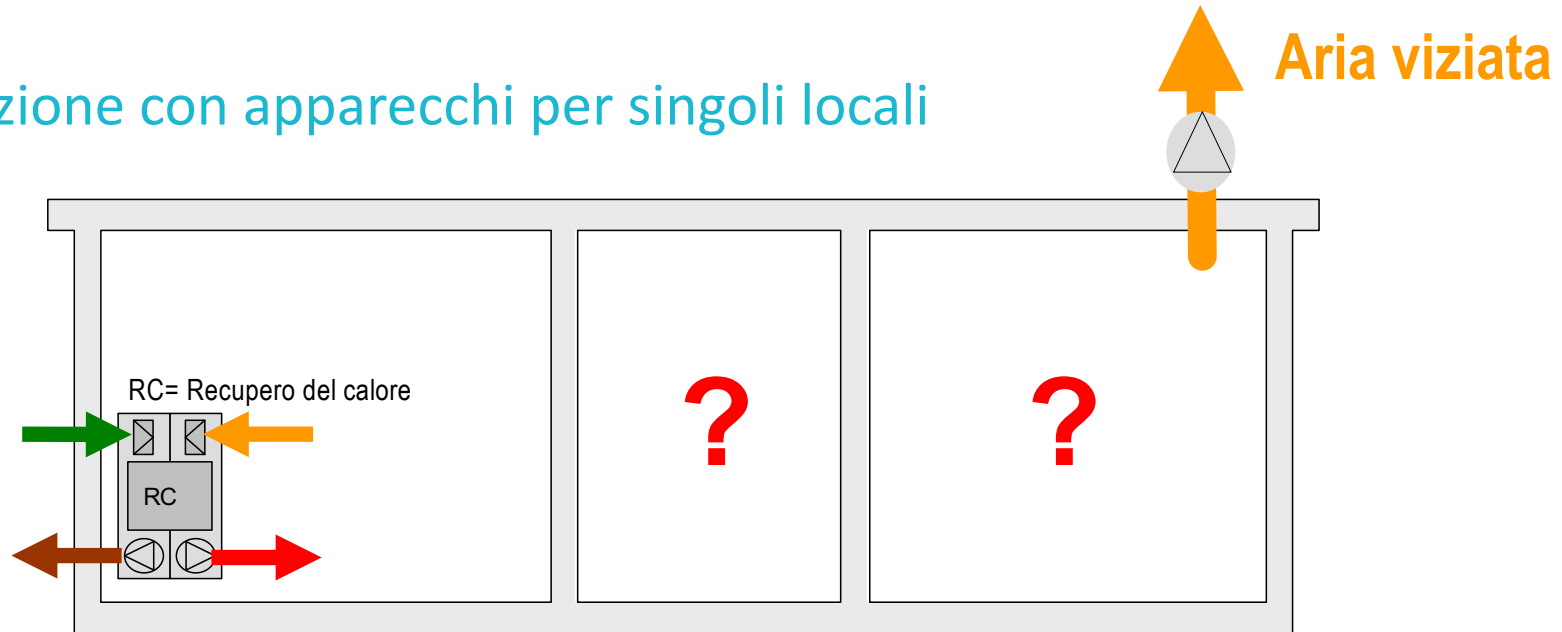 Aria viziata
zione con apparecchi per singoli locali
RC= Recupero del calore
? ?
RC